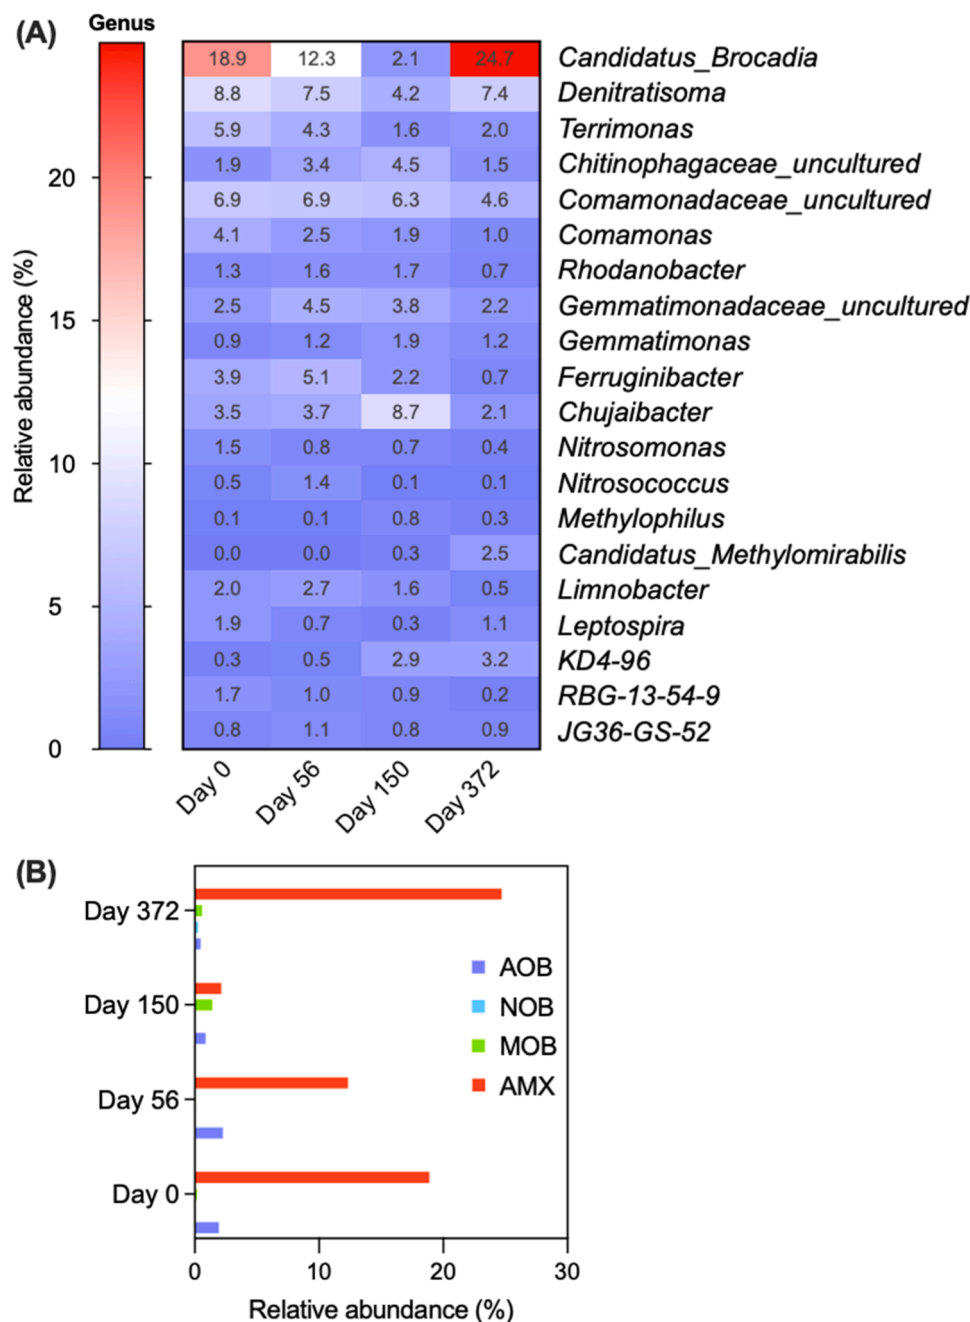 (A)
Genus
Relative abundance (%)
20
15
10
5
0
18.9 12.3 2.1 24.7 Candidatus_Brocadia
8.8 7.5 4.2 7.4 Denitratisoma
5.9 4.3 1.6 2.0 Terrimonas
1.9 3.4 4.5 1.5 Chitinophagaceae_uncultured
6.9 6.9 6.3 4.6 Comamonadaceae_uncultured
4.1 2.5 1.9 1.0 Comamonas
1.3 1.6 1.7 0.7 Rhodanobacter
2.5 4.5 3.8 2.2 Gemmatimonadaceae_uncultured
0.9 1.2 1.9 1.2 Gemmatimonas
3.9 5.1 2.2 0.7 Ferruginibacter
3.5 3.7 8.7 2.1 Chujaibacter
1.5 0.8 0.7 0.4 Nitrosomonas
0.5 1.4 0.1 0.1 Nitrosococcus
0.1 0.1 0.8 0.3 Methylophilus
0.0 0.0 0.3 2.5 Candidatus_Methylomirabilis
2.0 2.7 1.6 0.5 Limnobacter
1.9 0.7 0.3 1.1 Leptospira
0.3 0.5 2.9 3.2 KD4-96
1.7 1.0 0.9 0.2 RBG-13-54-9
0.8 1.1 0.8 0.9 JG36-GS-52
Day 0 Day 56 Day 150 Day 372
(B)
Day 372
Day 150
Day 56
Day 0
AOB
NOB
MOB
AMX
0 10 20 30
Relative abundance (%)